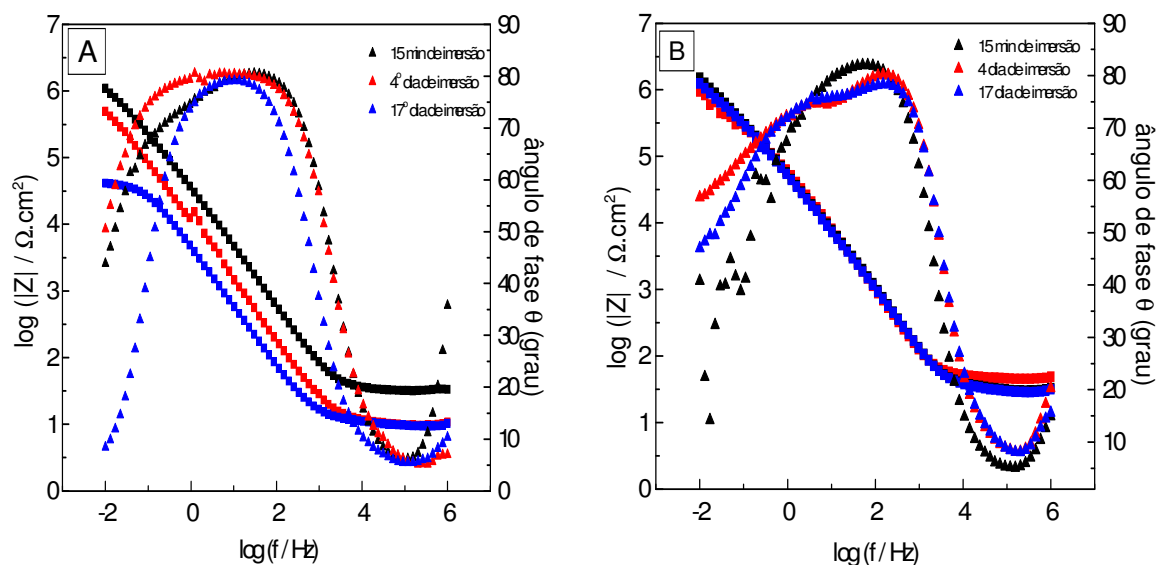 A
15 min de imersão
4º dia de imersão
17º dia de imersão
log (|Z| / Ω.cm²)
7
6
5
4
3
2
1
0
90
80
70
60
50
40
30
20
10
0
ângulo de fase θ (grau)
-2 0 2 4 6
log(f / Hz)
B
15 min de imersão
4 dia de imersão
17 dia de imersão
log (|Z| / Ω.cm²)
7
6
5
4
3
2
1
0
90
80
70
60
50
40
30
20
10
0
ângulo de fase θ (grau)
-2 0 2 4 6
log(f / Hz)